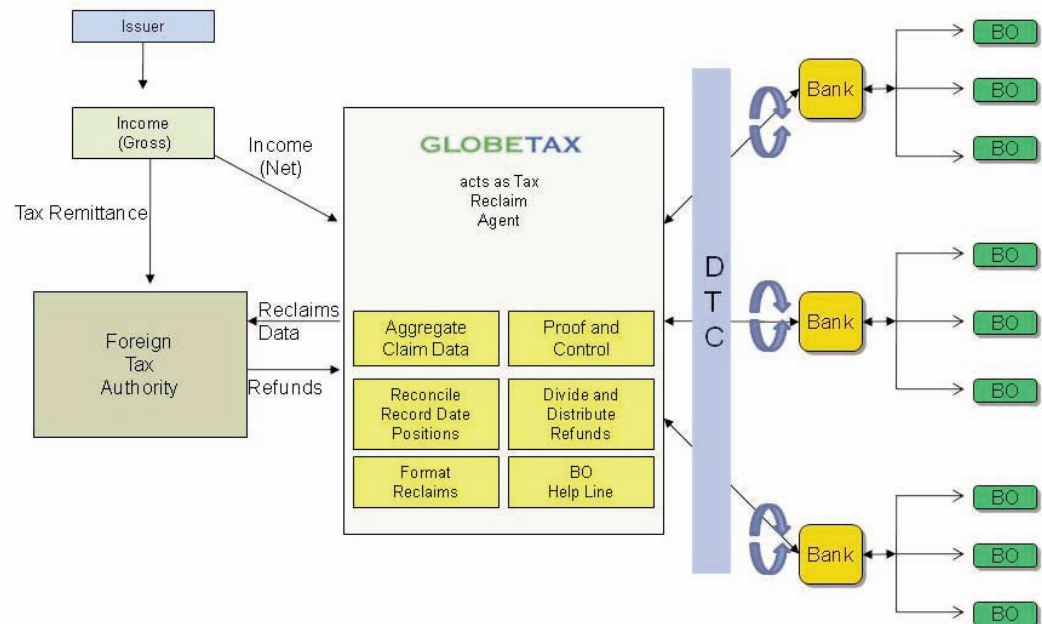 Issuer
Income
(Gross)
Income
(Net)
Tax Remittance
Foreign
Tax
Authority
Reclaims
Data
Refunds
GLOBETAX
acts as Tax
Reclaim
Agent
Aggregate
Claim Data
Proof and
Control
Reconcile
Record Date
Positions
Divide and
Distribute
Refunds
Format
Reclaims
BO
Help Line
D
T
C
Bank
BO
BO
BO
Bank
BO
BO
BO
Bank
BO
BO
BO